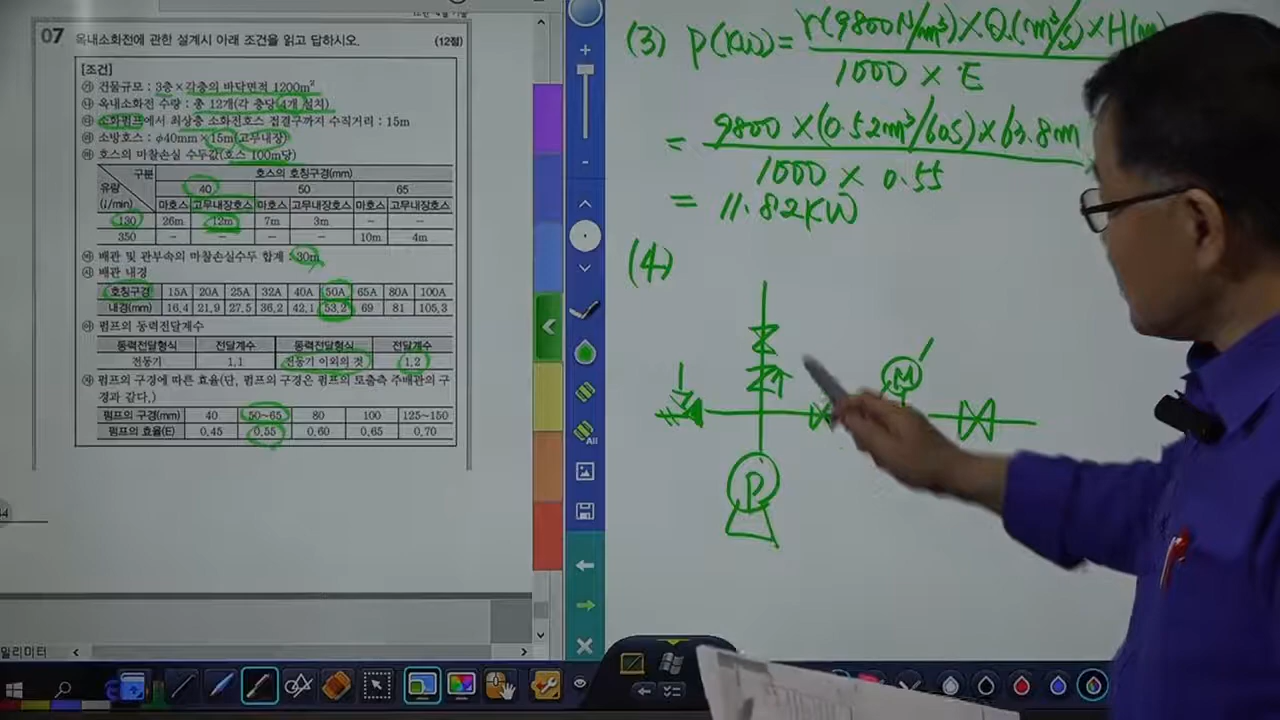 07 옥내소화전에 관한 설계시 아래 조건을 읽고 답하시오. (12점)
[조건]
㉮ 건물규모 : 3층×각층의 바닥면적 1200m²
㉯ 옥내소화전 수량 : 총 12개(각 층당 4개 설치)
㉰ 소화펌프에서 최상층 소화전호스 접결구까지 수직거리 : 15m
㉱ 소방호스 : φ40mm×15m(고무내장)
㉲ 호스의 마찰손실 수두값(호스 100m당)
구분 호스의 호칭구경(mm)
유량 (l/min) 40 50 65
마호스 고무내장호스 마호스 고무내장호스 마호스 고무내장호스
130 26m 12m 7m 3m - -
350 - - - - 10m 4m
㉳ 배관 및 관부속의 마찰손실수두 합계 : 30m
㉴ 배관 내경
호칭구경 15A 20A 25A 32A 40A 50A 65A 80A 100A
내경(mm) 16.4 21.9 27.5 36.2 42.1 53.2 69 81 105.3
㉵ 펌프의 동력전달계수
동력전달형식 전달계수 동력전달형식 전달계수
전동기 1.1 전동기 이외의 것 1.2
㉶ 펌프의 구경에 따른 효율(단, 펌프의 구경은 펌프의 토출측 주배관의 구
경과 같다.)
펌프의 구경(mm) 40 50~65 80 100 125~150
펌프의 효율(E) 0.45 0.55 0.60 0.65 0.70
44
밀리미터
All
(3) P(KW) = r(9800N/m³)×Q(m³/s)×H(m)
1000 × E
= 9800 ×(0.52m³/60s)×63.8m
1000 × 0.55
= 11.82KW
(4)
M
P